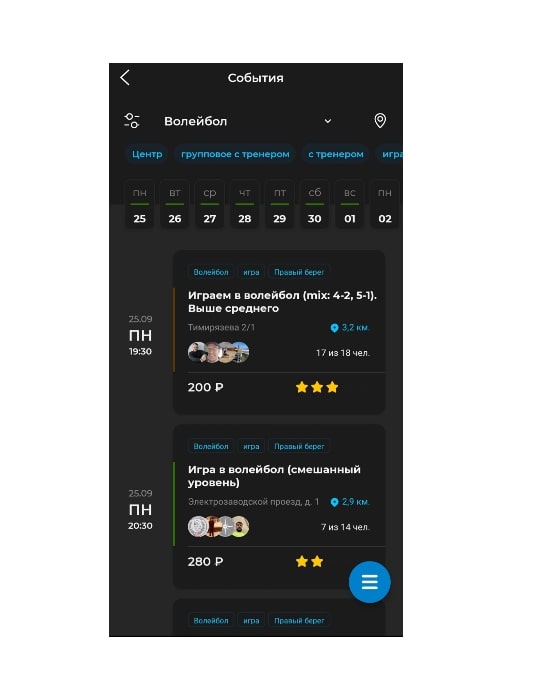 События
Волейбол
Центр групповое с тренером с тренером игра
пн вт ср чт пт сб вс пн
25 26 27 28 29 30 01 02
Волейбол игра Правый берег
Играем в волейбол (mix: 4-2, 5-1).
Выше среднего
Тимирязева 2/1 3,2 км.
17 из 18 чел.
200 ₽
25.09
ПН
19:30
Волейбол игра Правый берег
Игра в волейбол (смешанный
уровень)
Электрозаводской проезд, д. 1 2,9 км.
7 из 14 чел.
280 ₽
25.09
ПН
20:30
Волейбол игра Правый берег